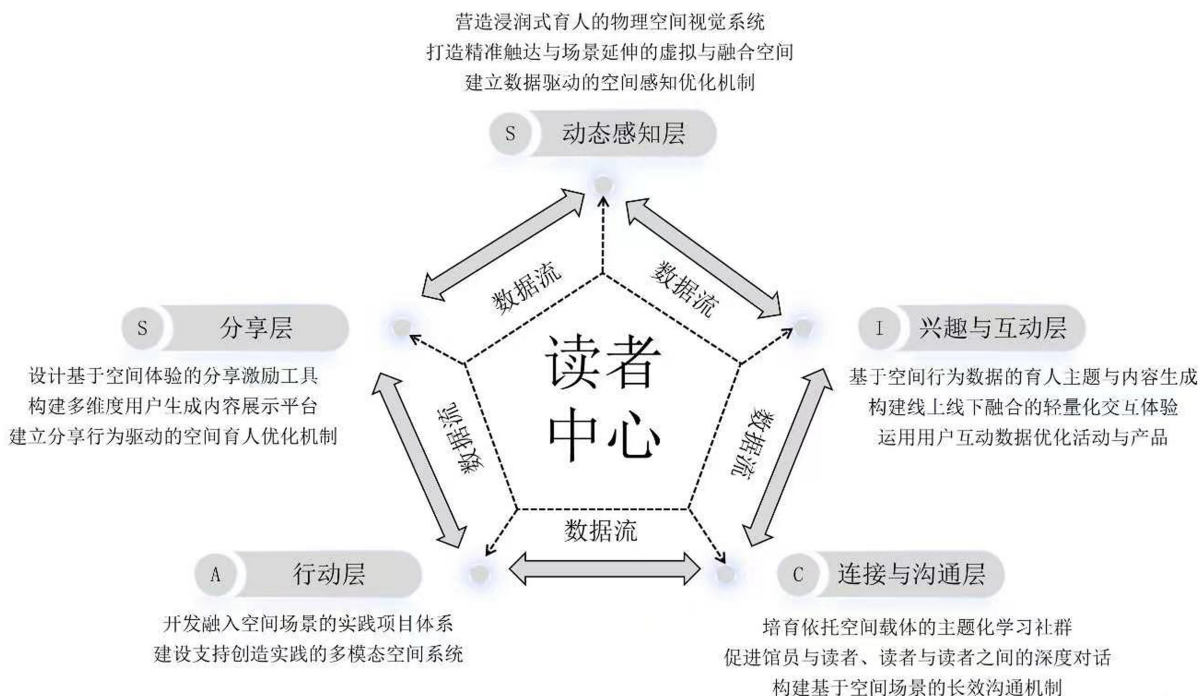 营造浸润式育人的物理空间视觉系统
打造精准触达与场景延伸的虚拟与融合空间
建立数据驱动的空间感知优化机制
S 动态感知层
数据流
数据流
S 分享层
设计基于空间体验的分享激励工具
构建多维度用户生成内容展示平台
建立分享行为驱动的空间育人优化机制
读者
中心
I 兴趣与互动层
基于空间行为数据的育人主题与内容生成
构建线上线下融合的轻量化交互体验
运用用户互动数据优化活动与产品
数据流
数据流
数据流
A 行动层
开发融入空间场景的实践项目体系
建设支持创造实践的多模态空间系统
C 连接与沟通层
培育依托空间载体的主题化学习社群
促进馆员与读者、读者与读者之间的深度对话
构建基于空间场景的长效沟通机制